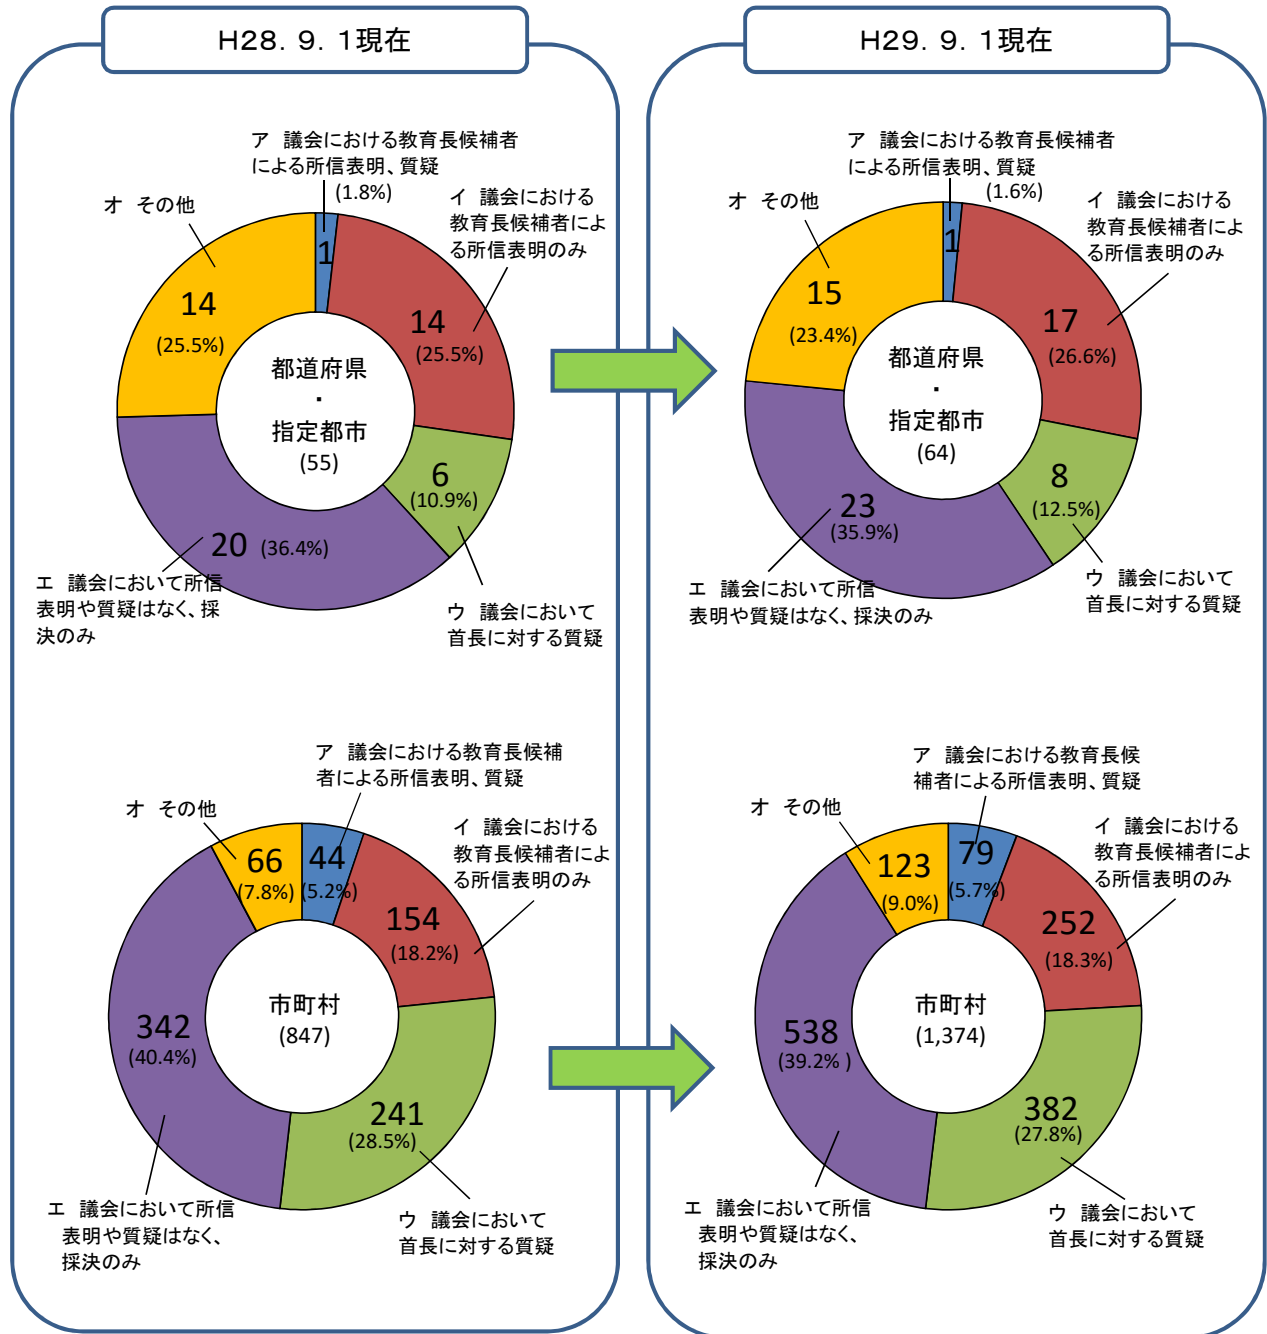 H28. 9. 1現在
ア 議会における教育長候補者
による所信表明、質疑
(1.8%)
1
イ 議会における
教育長候補者によ
る所信表明のみ
14
(25.5%)
オ その他
14
(25.5%)
都道府県
・
指定都市
(55)
6
(10.9%)
20 (36.4%)
エ 議会において所信
表明や質疑はなく、採
決のみ
ウ 議会において
首長に対する質疑
ア 議会における教育長候補
者による所信表明、質疑
オ その他
イ 議会における
教育長候補者によ
る所信表明のみ
66
(7.8%)
44
(5.2%)
154
(18.2%)
市町村
(847)
342
(40.4%)
241
(28.5%)
エ 議会において所信
表明や質疑はなく、
採決のみ
ウ 議会において
首長に対する質疑
H29. 9. 1現在
ア 議会における教育長候補者
による所信表明、質疑
(1.6%)
1
オ その他
イ 議会における
教育長候補者によ
る所信表明のみ
15
(23.4%)
17
(26.6%)
都道府県
・
指定都市
(64)
8
(12.5%)
23
(35.9%)
エ 議会において所信
表明や質疑はなく、採決のみ
ウ 議会において
首長に対する質疑
ア 議会における教育長候
補者による所信表明、質疑
オ その他
イ 議会における
教育長候補者によ
る所信表明のみ
123
(9.0%)
79
(5.7%)
252
(18.3%)
市町村
(1,374)
538
(39.2% )
382
(27.8%)
エ 議会において所信
表明や質疑はなく、
採決のみ
ウ 議会において
首長に対する質疑